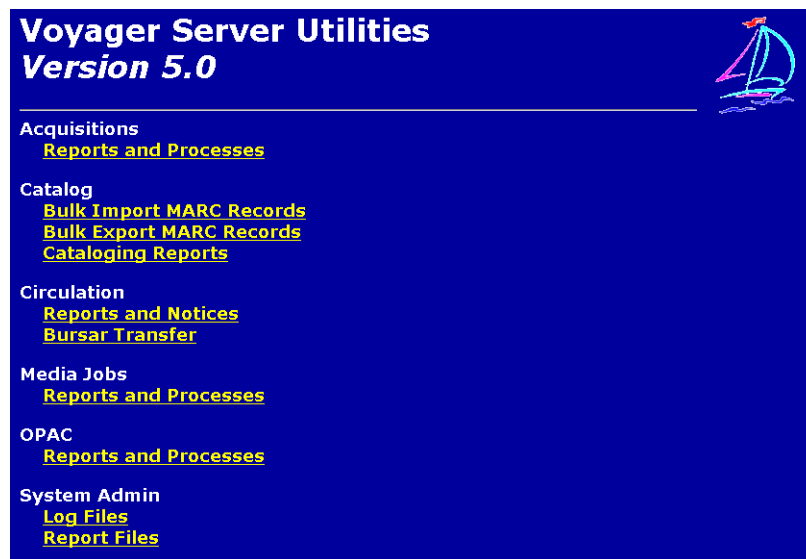 Voyager Server Utilities
Version 5.0
Acquisitions
Reports and Processes
Catalog
Bulk Import MARC Records
Bulk Export MARC Records
Cataloging Reports
Circulation
Reports and Notices
Bursar Transfer
Media Jobs
Reports and Processes
OPAC
Reports and Processes
System Admin
Log Files
Report Files